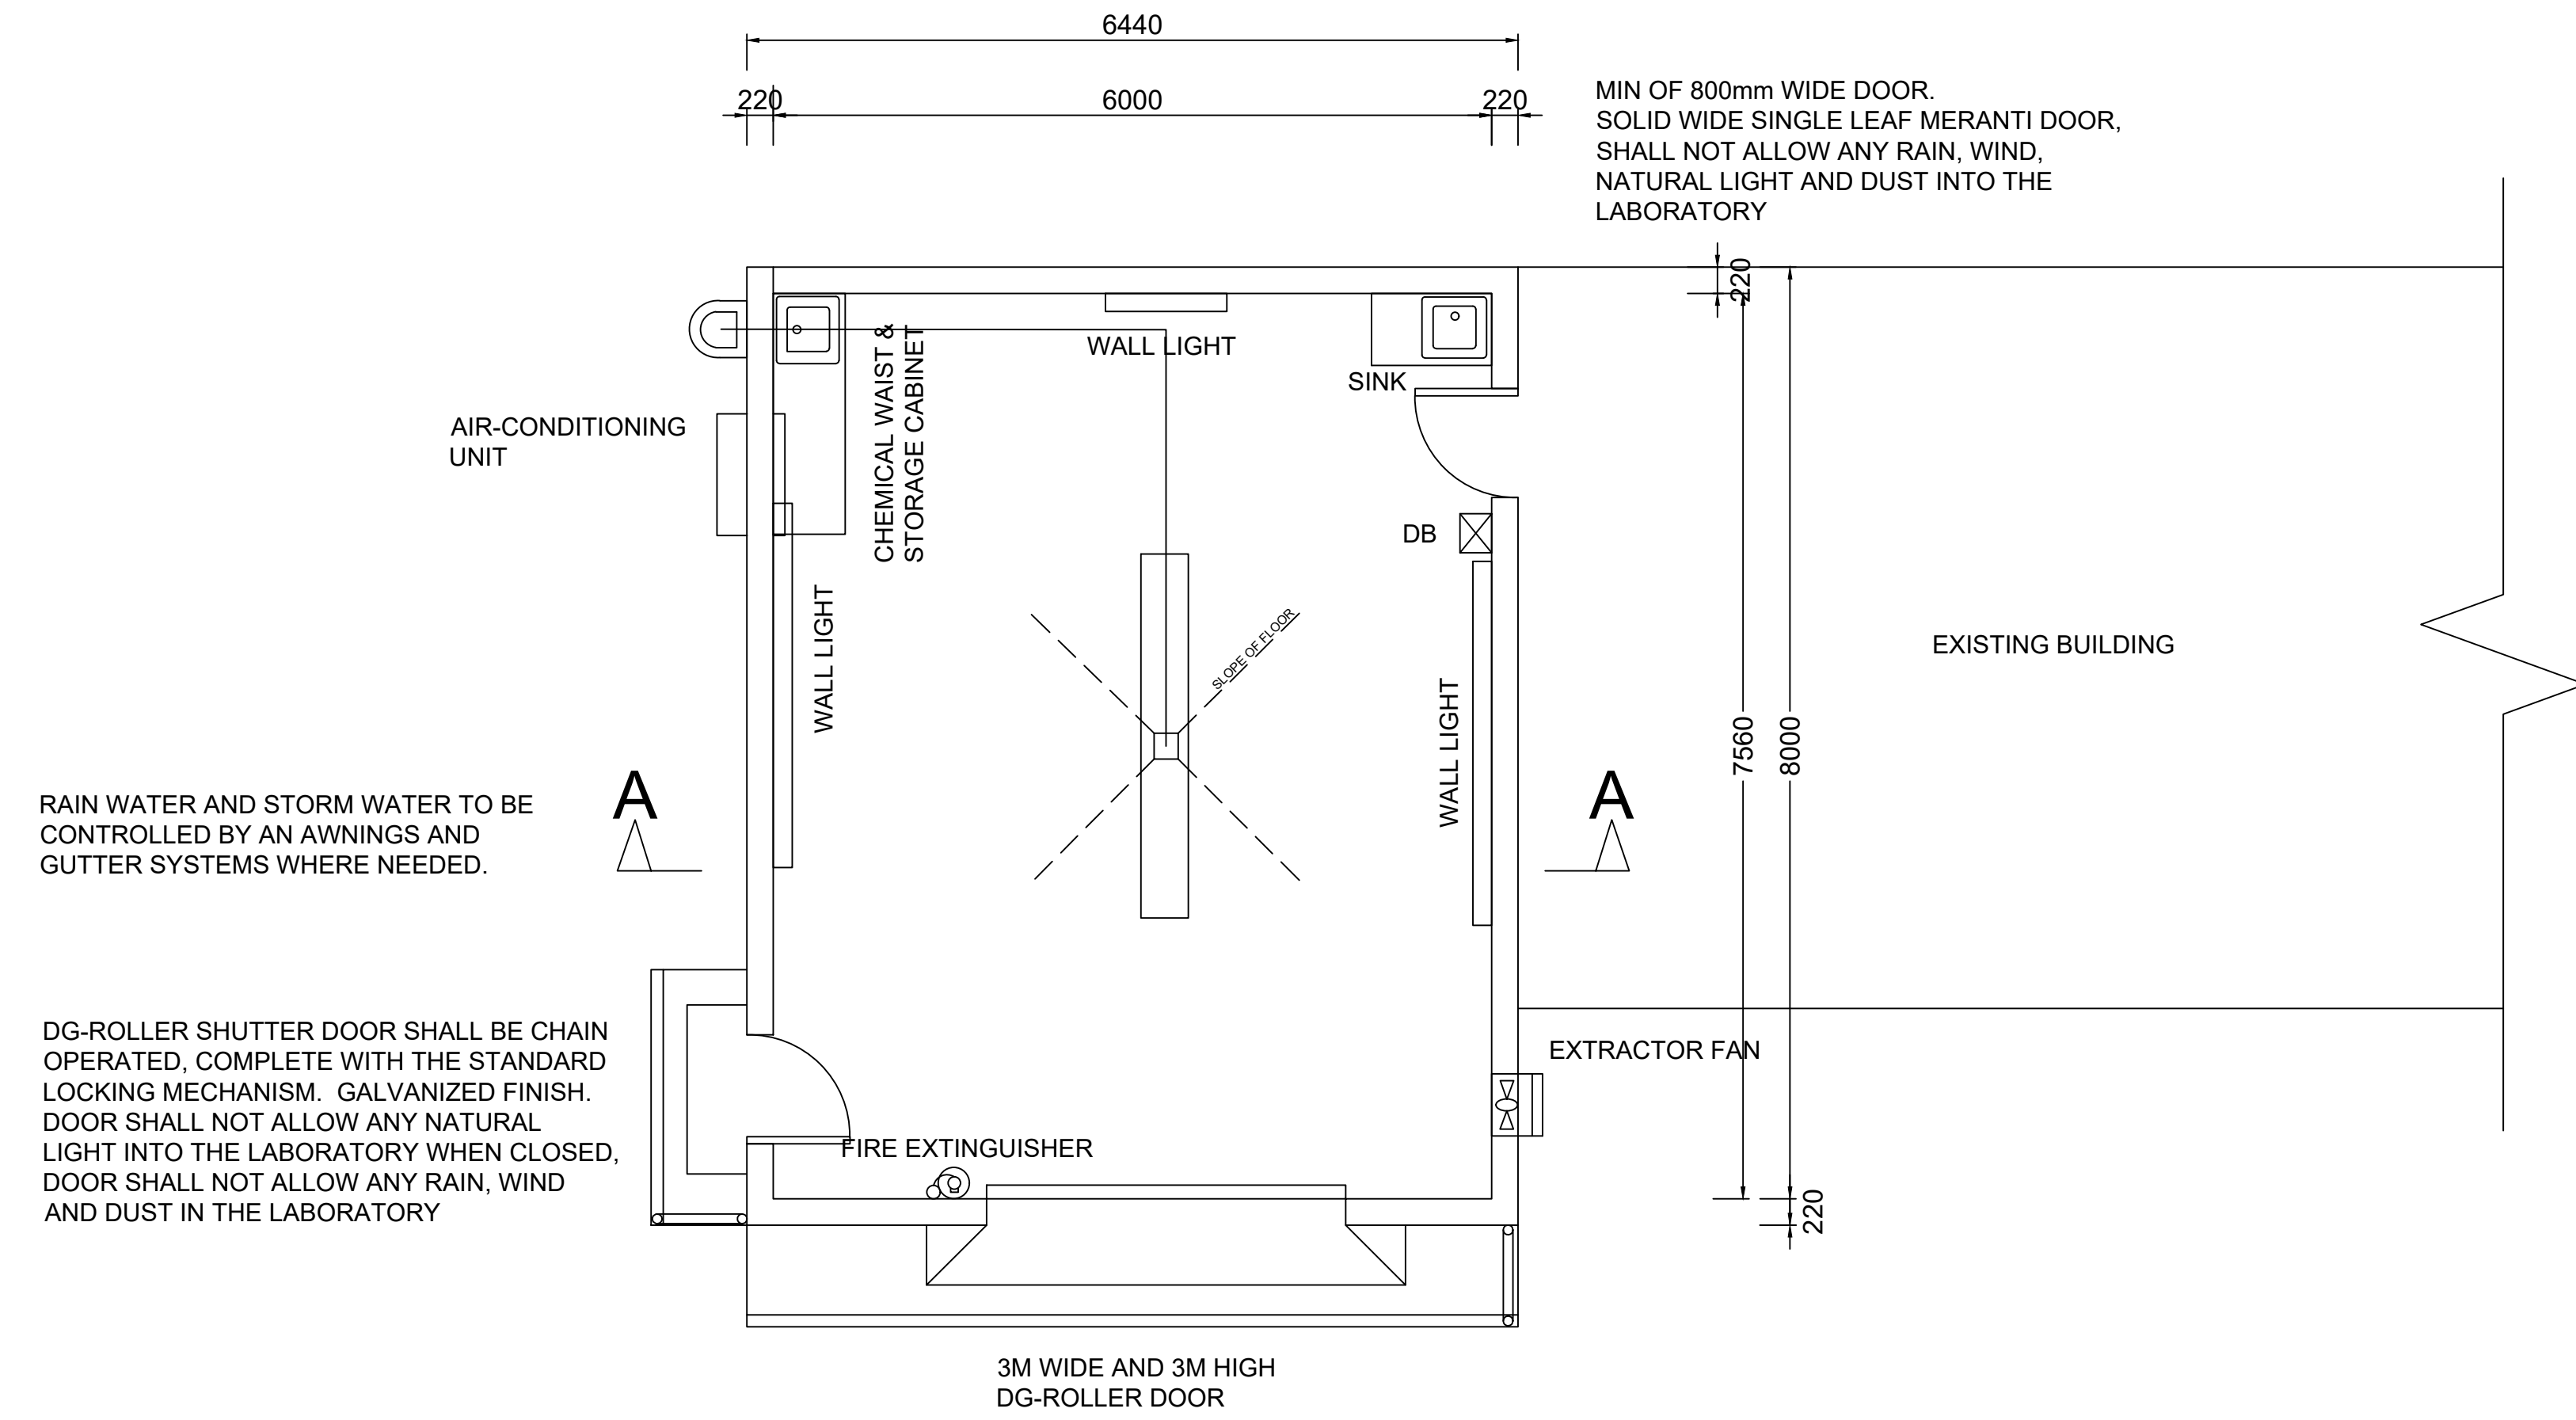 6440
220
6000
220
MIN OF 800mm WIDE DOOR.
SOLID WIDE SINGLE LEAF MERANTI DOOR,
SHALL NOT ALLOW ANY RAIN, WIND,
NATURAL LIGHT AND DUST INTO THE
LABORATORY
220
WALL LIGHT
SINK
CHEMICAL WAIST &
STORAGE CABINET
AIR-CONDITIONING
UNIT
DB
WALL LIGHT
SLOPE OF FLOOR
WALL LIGHT
EXISTING BUILDING
7560
8000
A
A
RAIN WATER AND STORM WATER TO BE
CONTROLLED BY AN AWNINGS AND
GUTTER SYSTEMS WHERE NEEDED.
DG-ROLLER SHUTTER DOOR SHALL BE CHAIN
OPERATED, COMPLETE WITH THE STANDARD
LOCKING MECHANISM.  GALVANIZED FINISH.
DOOR SHALL NOT ALLOW ANY NATURAL
LIGHT INTO THE LABORATORY WHEN CLOSED,
DOOR SHALL NOT ALLOW ANY RAIN, WIND
AND DUST IN THE LABORATORY
EXTRACTOR FAN
FIRE EXTINGUISHER
220
3M WIDE AND 3M HIGH
DG-ROLLER DOOR